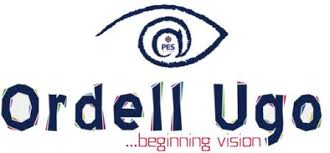 @
PES
Ordell Ugo
...beginning vision